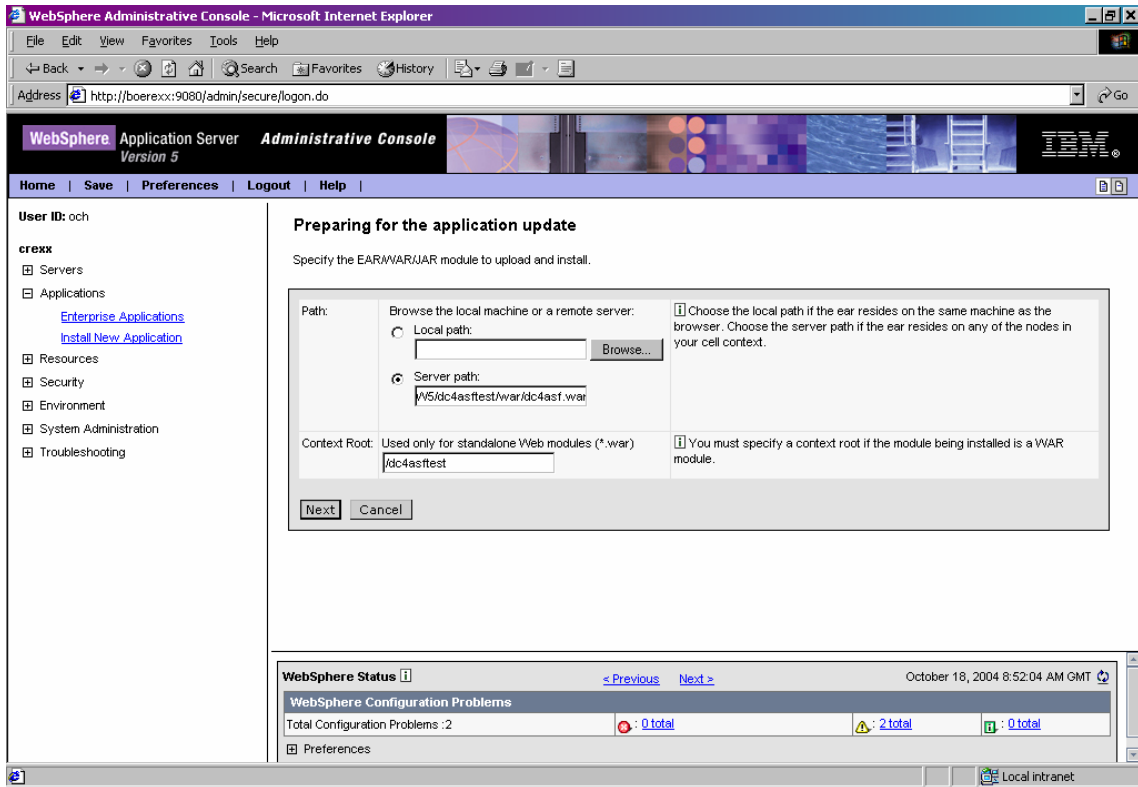 WebSphere Administrative Console - Microsoft Internet Explorer
File Edit View Favorites Tools Help
Back Search Favorites History
Address http://boerexx:9080/admin/secure/logon.do Go
WebSphere Application Server Administrative Console
Version 5
IBM®
Home | Save | Preferences | Logout | Help |
User ID: och
crexx
Servers
Applications
Enterprise Applications
Install New Application
Resources
Security
Environment
System Administration
Troubleshooting
Preparing for the application update
Specify the EAR/WAR/JAR module to upload and install.
Path:
Browse the local machine or a remote server:
Local path:
Browse...
Server path:
W5/dc4asftest/war/dc4asf.war
i Choose the local path if the ear resides on the same machine as the
browser. Choose the server path if the ear resides on any of the nodes in
your cell context.
Context Root:
Used only for standalone Web modules (*.war)
/dc4asftest
i You must specify a context root if the module being installed is a WAR
module.
Next Cancel
WebSphere Status i < Previous Next > October 18, 2004 8:52:04 AM GMT
WebSphere Configuration Problems
Total Configuration Problems :2 : 0 total : 2 total : 0 total
Preferences
Local intranet